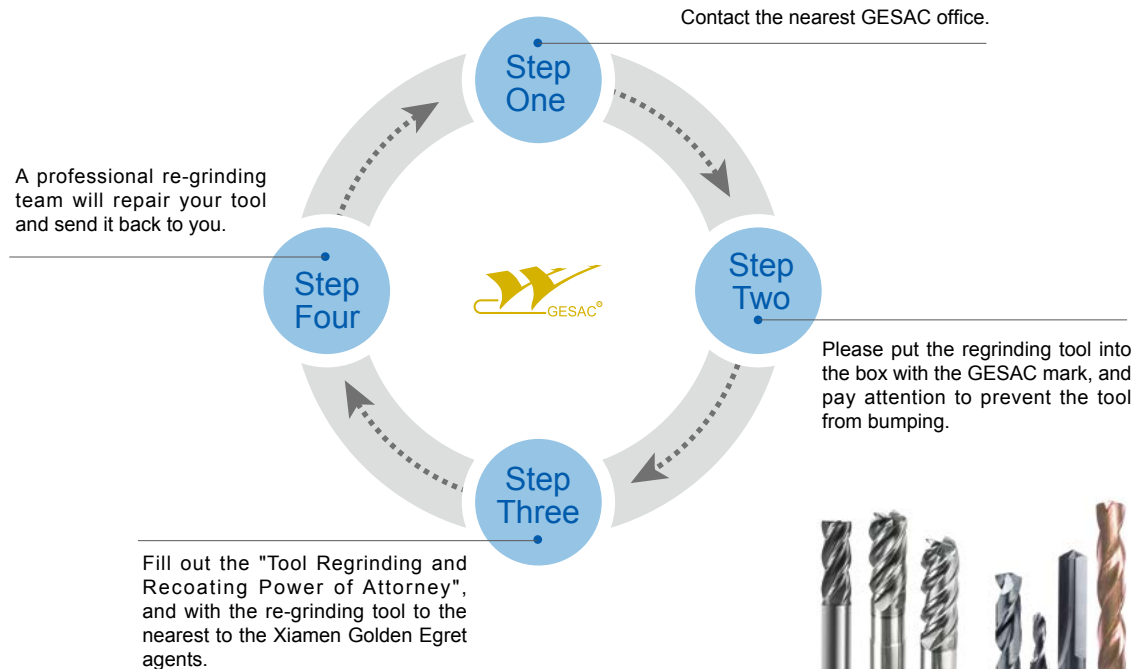 Contact the nearest GESAC office.
Step
One
A professional re-grinding
team will repair your tool
and send it back to you.
Step
Four
GESAC®
Step
Two
Please put the regrinding tool into
the box with the GESAC mark, and
pay attention to prevent the tool
from bumping.
Step
Three
Fill out the "Tool Regrinding and
Recoating Power of Attorney",
and with the re-grinding tool to the
nearest to the Xiamen Golden Egret
agents.